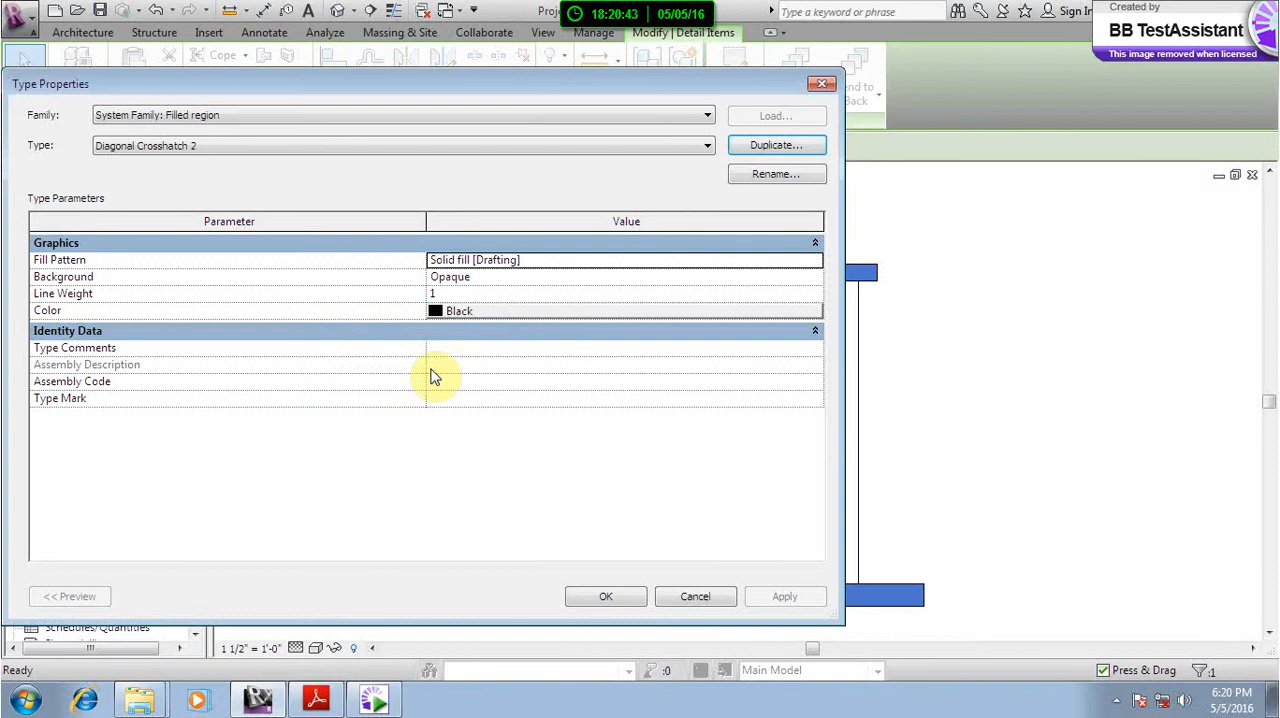 Proje
18:20:43 05/05/16
Type a keyword or phrase
Sign In
Created by
BB TestAssistant
This image removed when licensed
Architecture Structure Insert Annotate Analyze Massing & Site Collaborate View Manage Modify | Detail Items
Cope
end to
Back
Type Properties
Family: System Family: Filled region Load...
Type: Diagonal Crosshatch 2 Duplicate...
Rename...
Type Parameters
Parameter Value
Graphics
Fill Pattern Solid fill [Drafting]
Background Opaque
Line Weight 1
Color Black
Identity Data
Type Comments
Assembly Description
Assembly Code
Type Mark
<< Preview OK Cancel Apply
Schedules/Quantities
1 1/2" = 1'-0"
Ready :0 Main Model Press & Drag :1
6:20 PM
5/5/2016